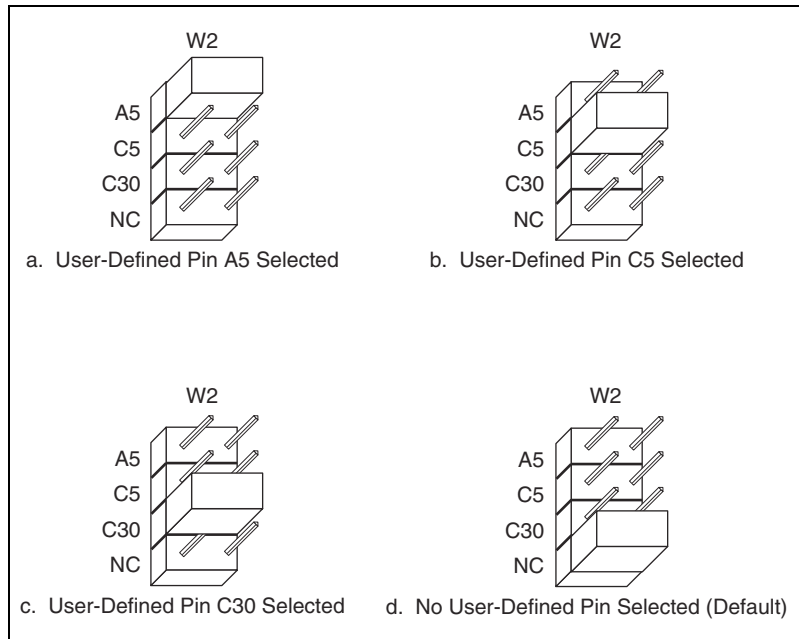 W2
A5
C5
C30
NC
a. User-Defined Pin A5 Selected
W2
A5
C5
C30
NC
b. User-Defined Pin C5 Selected
W2
A5
C5
C30
NC
c. User-Defined Pin C30 Selected
W2
A5
C5
C30
NC
d. No User-Defined Pin Selected (Default)